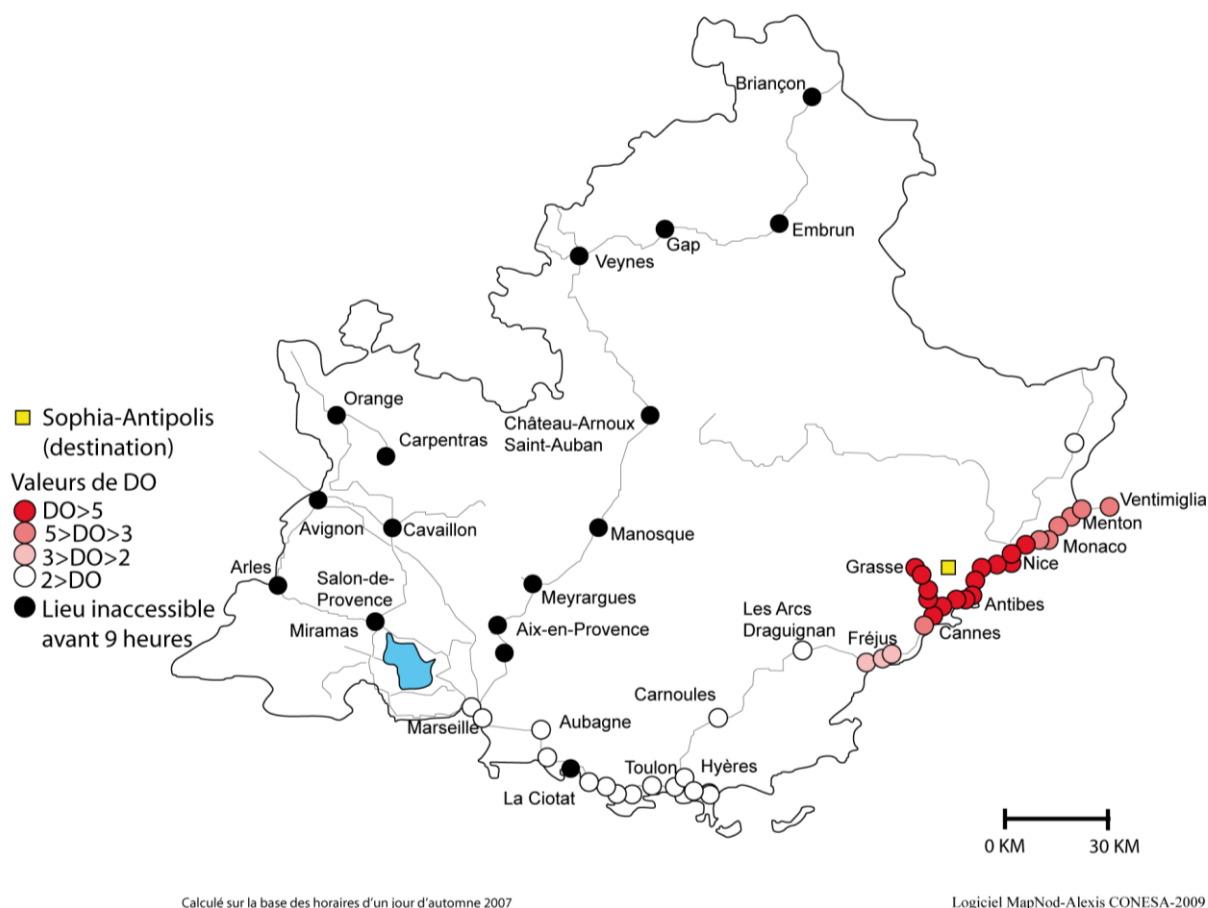 Briançon
Embrun
Gap
Veynes
Orange
Carpentras
Château-Arnoux
Saint-Auban
Sophia-Antipolis
(destination)
Valeurs de DO
DO>5
5>DO>3
3>DO>2
2>DO
Lieu inaccessible
avant 9 heures
Avignon
Cavaillon
Manosque
Ventimiglia
Menton
Monaco
Nice
Grasse
Antibes
Cannes
Arles
Salon-de-
Provence
Miramas
Meyrargues
Aix-en-Provence
Les Arcs
Draguignan
Fréjus
Carnoules
Marseille
Aubagne
Toulon
Hyères
La Ciotat
0 KM
30 KM
Calculé sur la base des horaires d'un jour d'automne 2007
Logiciel MapNod-Alexis CONESA-2009